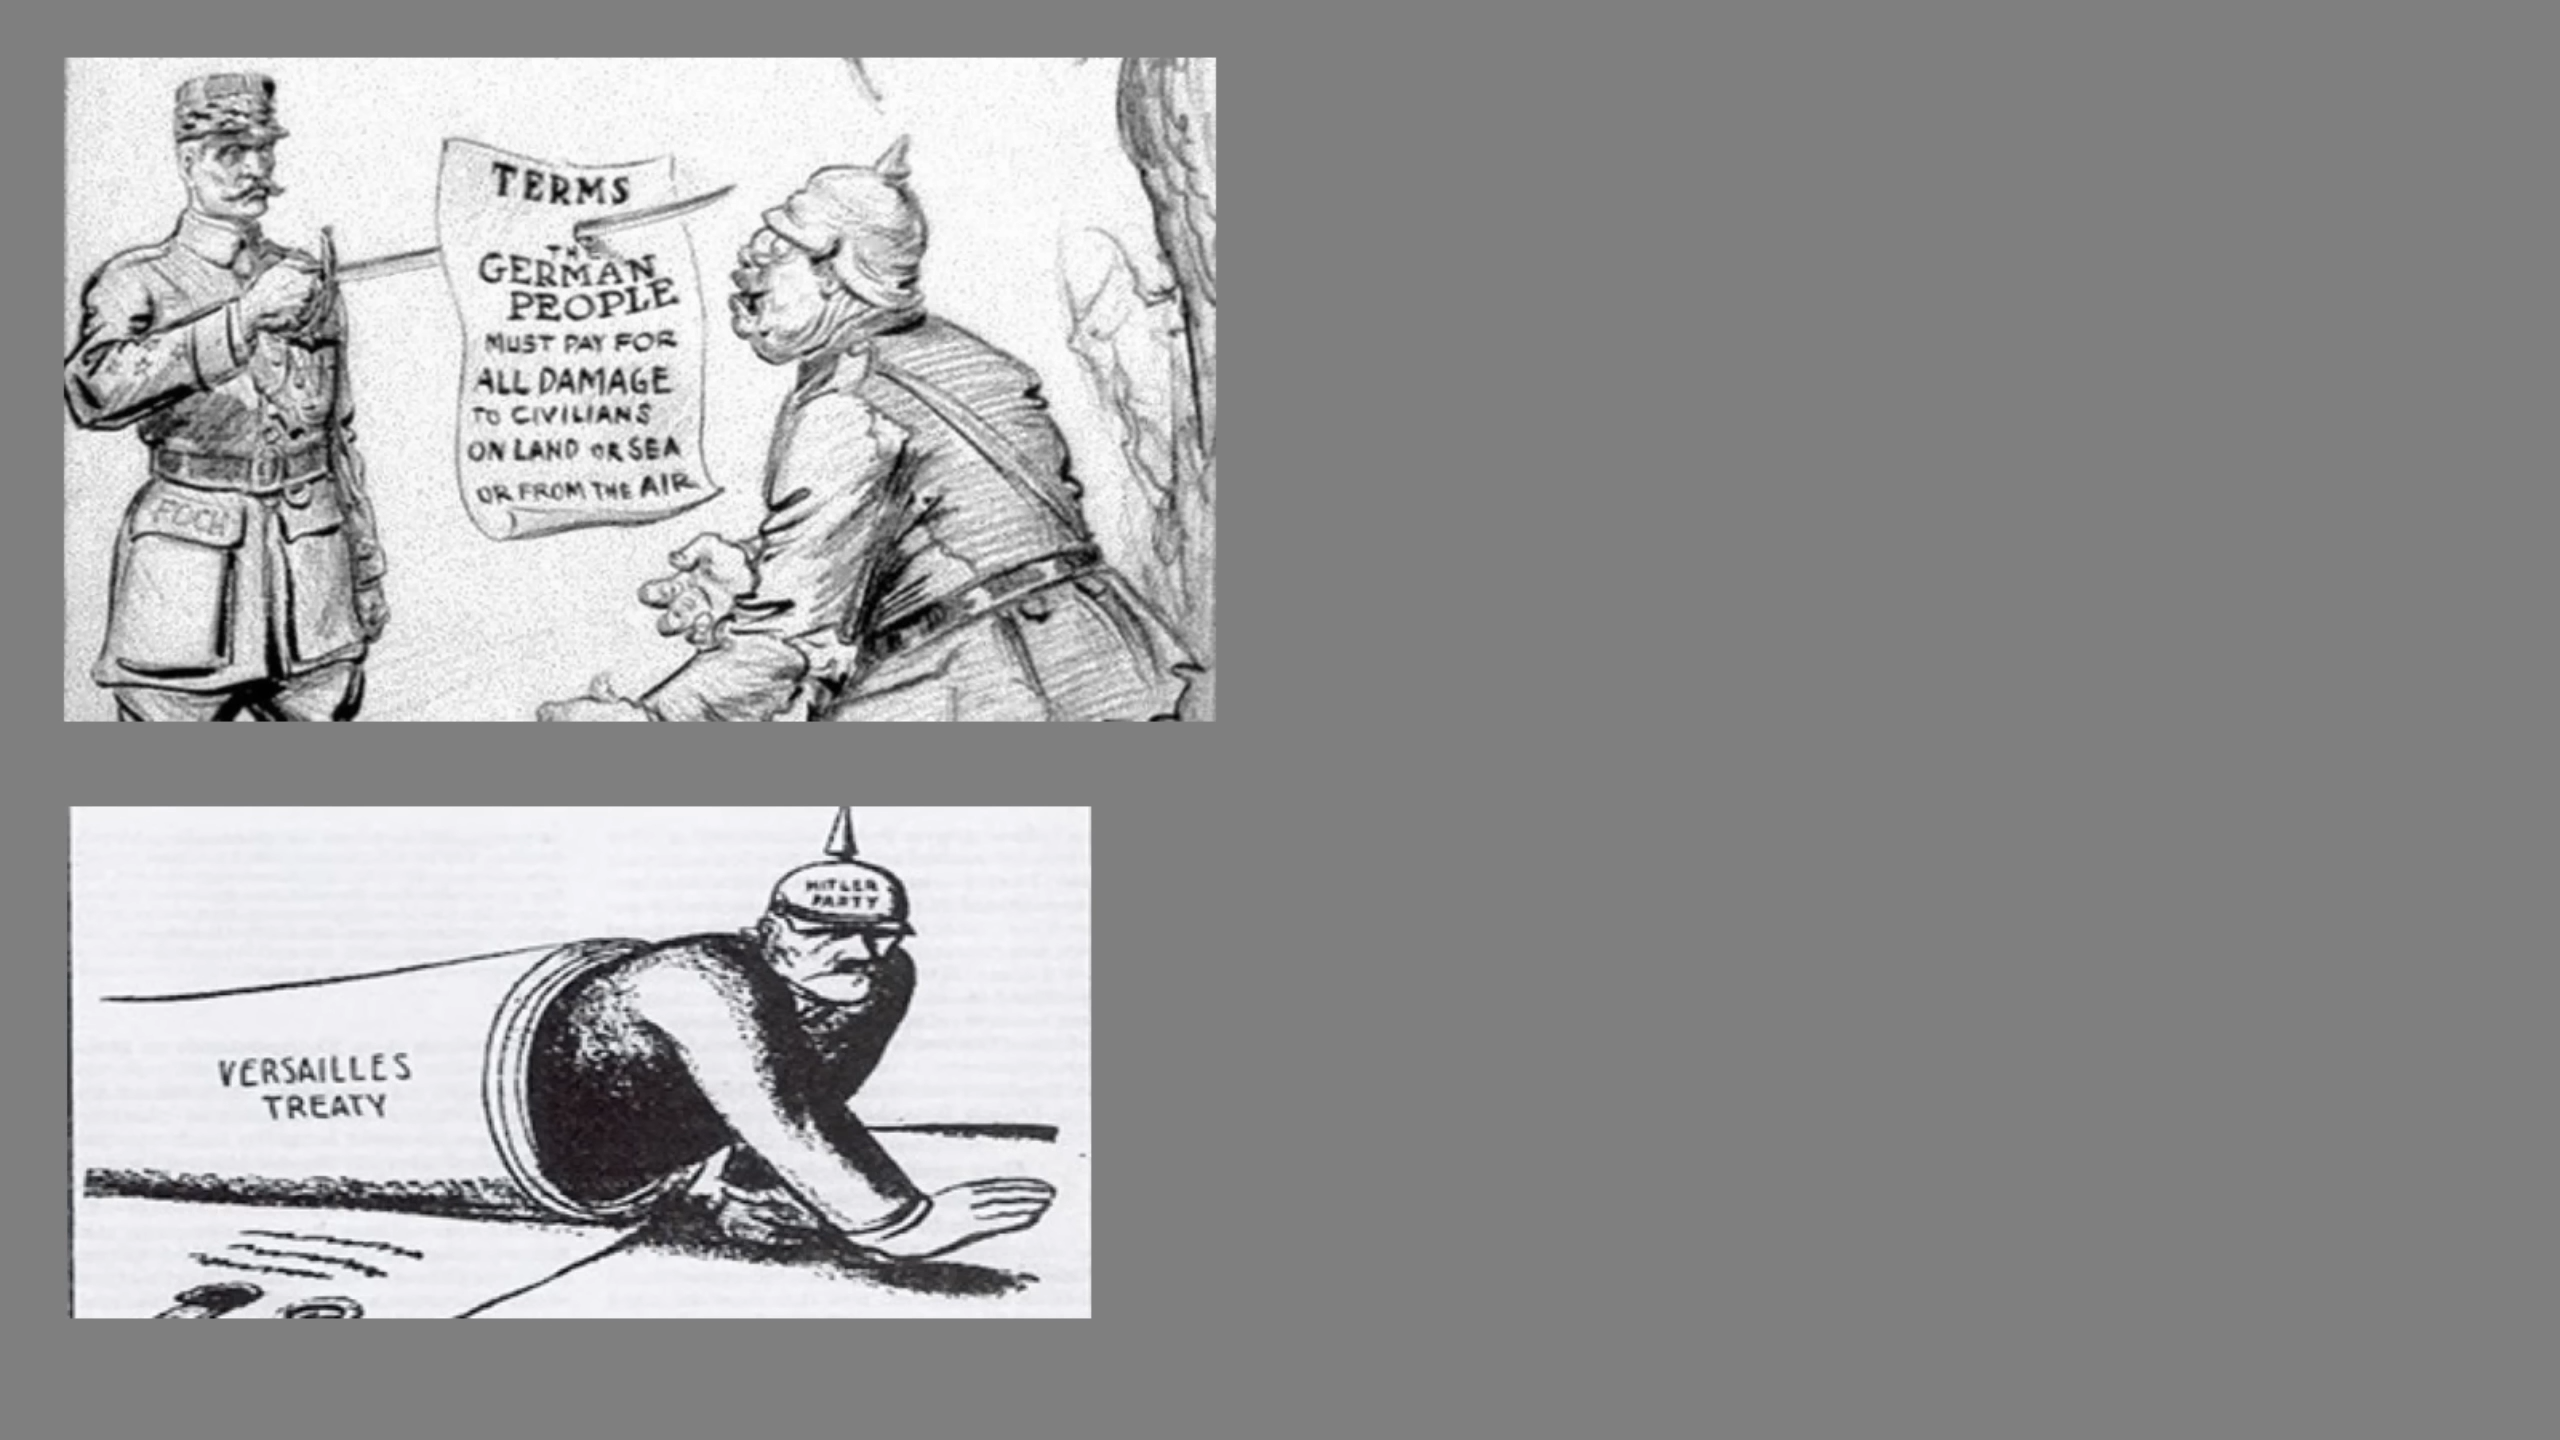 TERMS
THE
GERMAN
PEOPLE
MUST PAY FOR
ALL DAMAGE
TO CIVILIANS
ON LAND OR SEA
OR FROM THE AIR
FOCH
HITLER
PARTY
VERSAILLES
TREATY